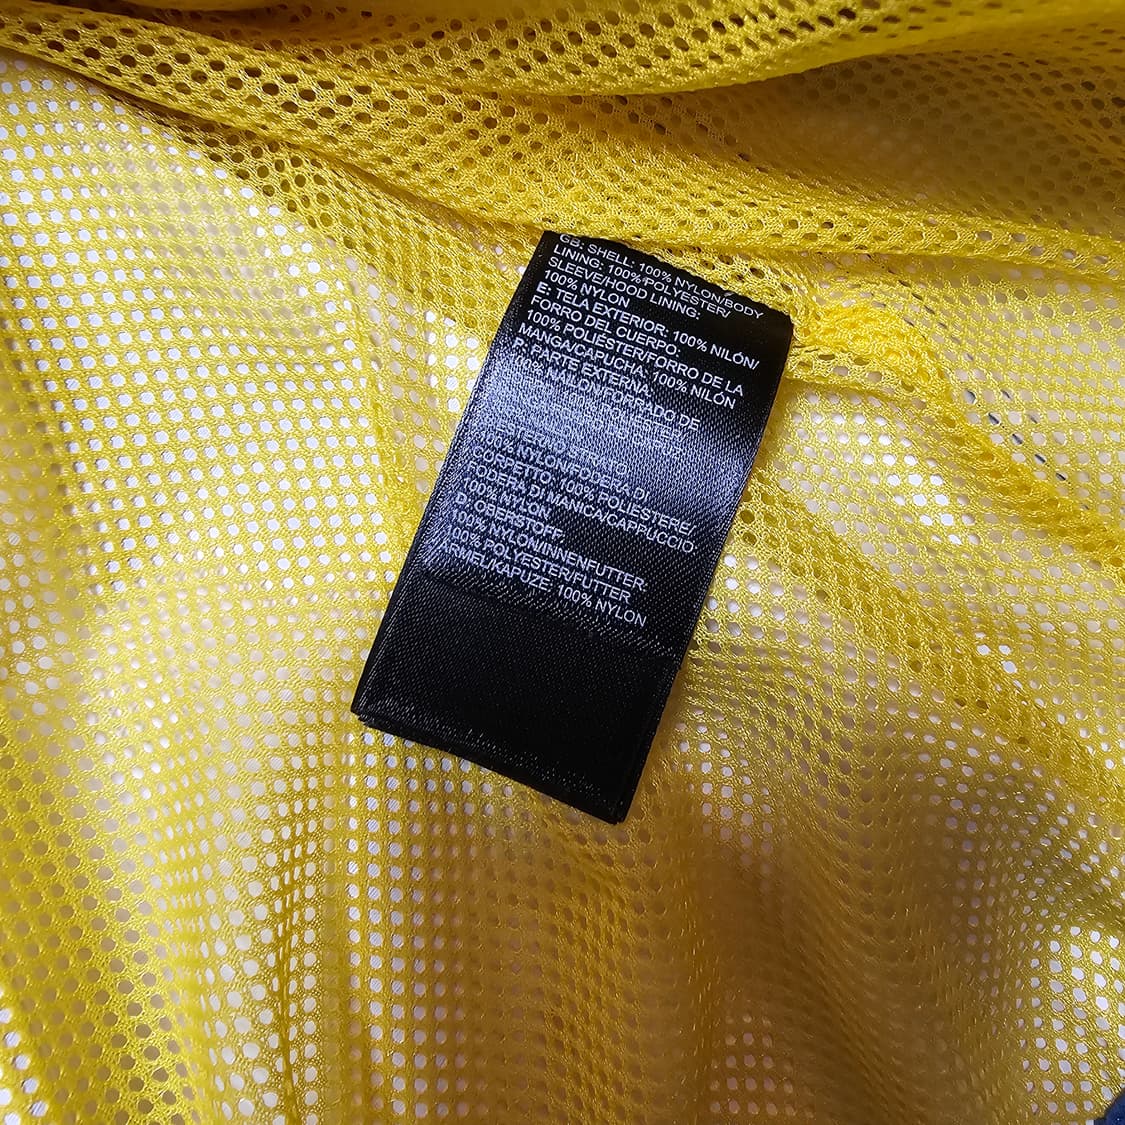 GB: SHELL: 100% NYLON/BODY
LINING: 100%/POLYESTER/
SLEEVE/HOOD LINING:
100% NYLON
E: TELA EXTERIOR: 100% NILÓN/
FORRO DEL CUERPO:
100% POLIÉSTER/FORRO DE LA
MANGA/CAPUCHA: 100% NILÓN
P: PARTE EXTERNA:
100% NÁILON/FORRADO DE
100% NYLON/FODERA DI
CORPETTO: 100% POLIESTERE/
FODERA DI MANICA/CAPPUCCIO:
100% NYLON
D: OBERSTOFF:
100% NYLON/INNENFUTTER:
100% POLYESTER/FUTTER
ÄRMEL/KAPUZE: 100% NYLON